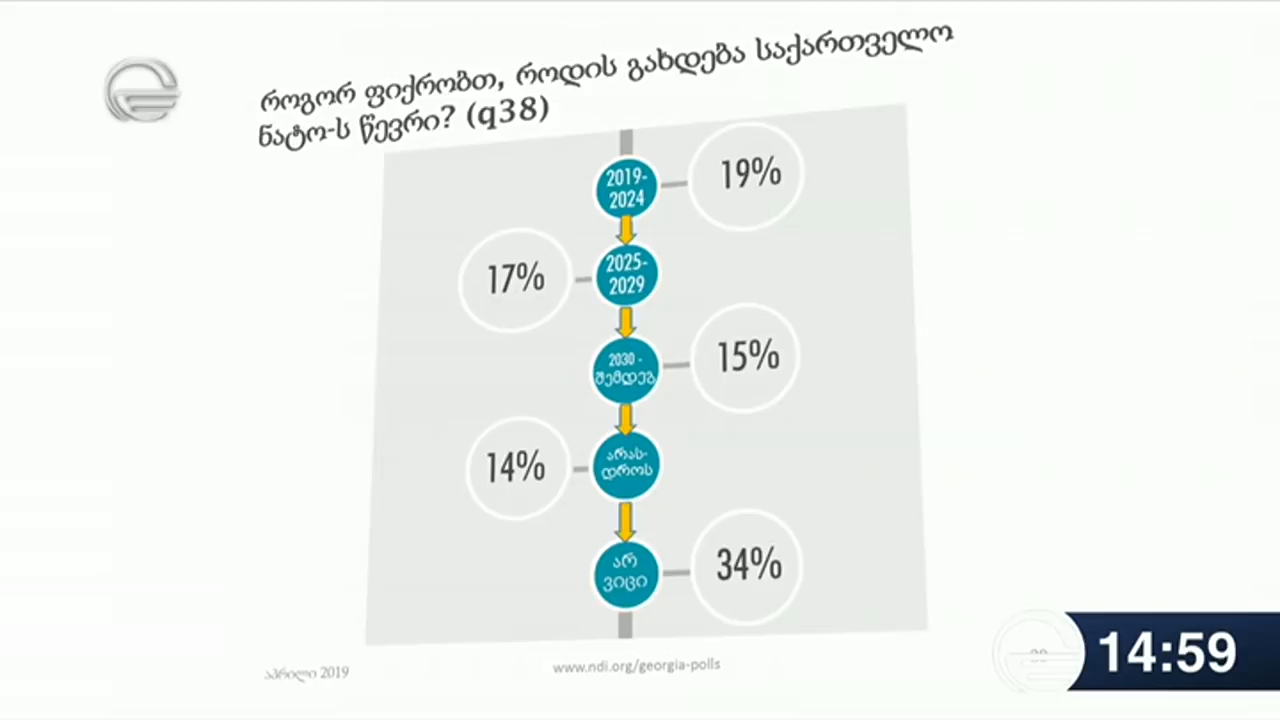 როგორ ფიქრობთ, როდის გახდება საქართველო
ნატო-ს წევრი? (q38)
2019-
2024
19%
2025-
2029
17%
2030 -
შემდეგ
15%
არას-
დროს
14%
არ
ვიცი
34%
აპრილი 2019
www.ndi.org/georgia-polls
14:59